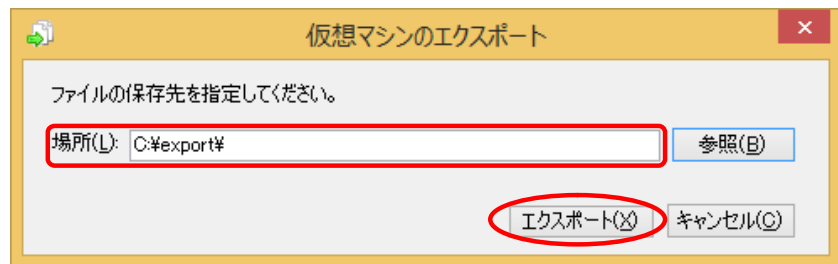 仮想マシンのエクスポート
ファイルの保存先を指定してください。
場所(L): C:¥export¥ 参照(B)
エクスポート(X) キャンセル(C)